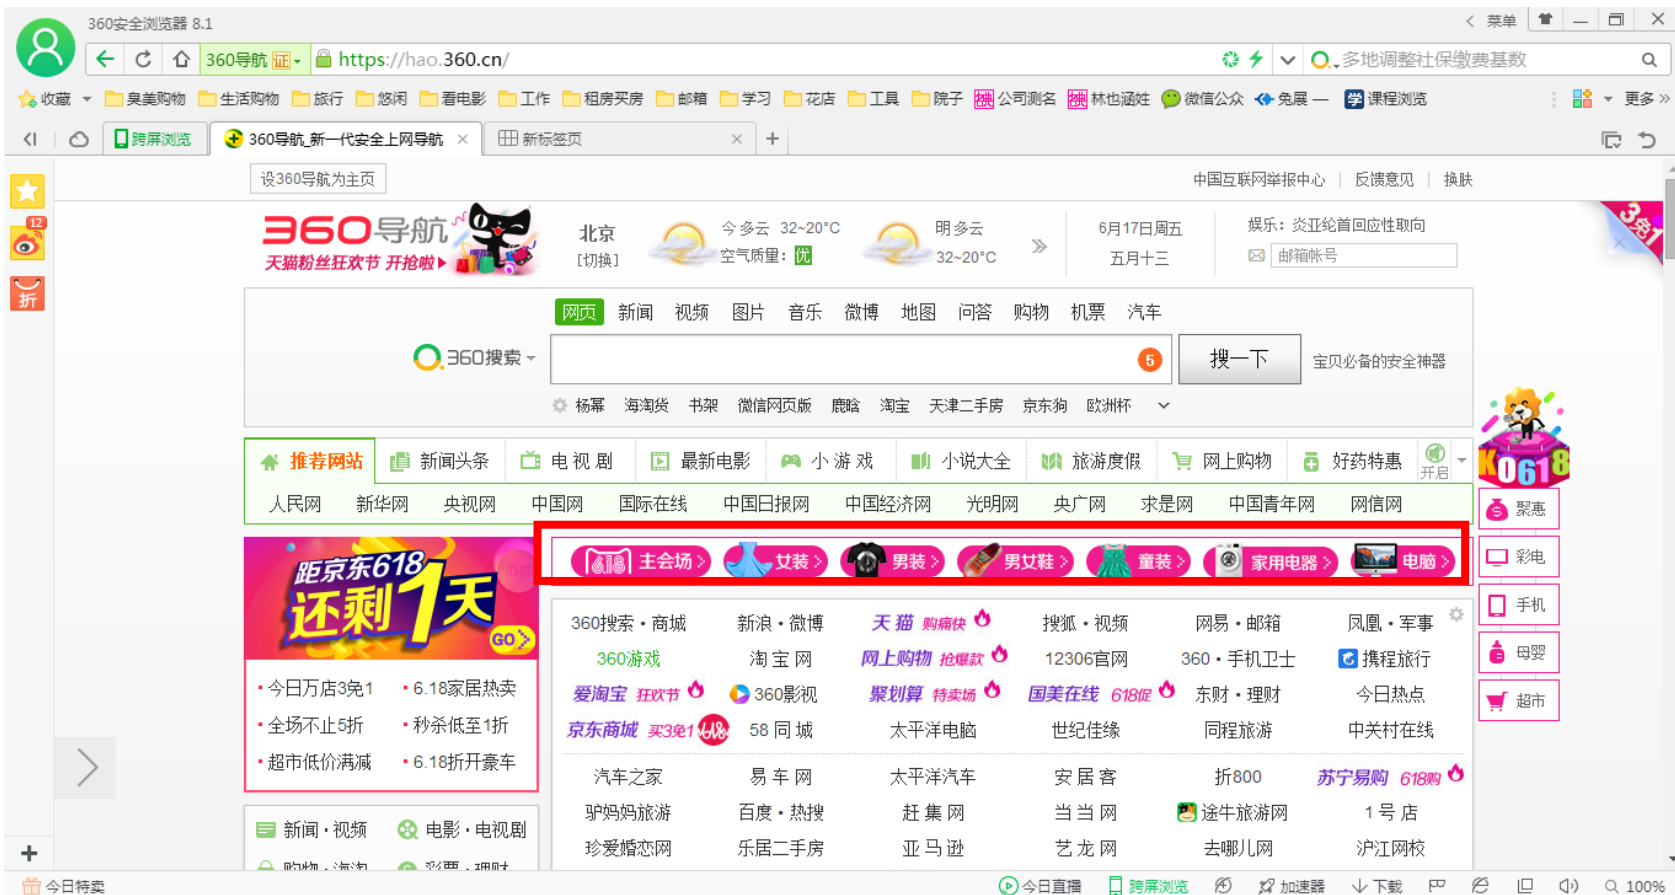 360安全浏览器 8.1
菜单
360导航 证 https://hao.360.cn/
多地调整社保缴费基数
收藏 臭美购物 生活购物 旅行 悠闲 看电影 工作 租房买房 邮箱 学习 花店 工具 院子 公司测名 林也涵姓 微信公众 兔展 — 学 课程浏览 更多 »
跨屏浏览 360导航_新一代安全上网导航 新标签页
设360导航为主页
中国互联网举报中心 | 反馈意见 | 换肤
12
折
360导航
天猫粉丝狂欢节 开抢啦
北京
[切换]
今 多云 32~20°C
空气质量: 优
明 多云
32~20°C
6月17日 周五
五月十三
娱乐: 炎亚纶首回应性取向
邮箱帐号
3免1
网页 新闻 视频 图片 音乐 微博 地图 问答 购物 机票 汽车
360搜索
5
搜一下
宝贝必备的安全神器
杨幂 海淘货 书架 微信网页版 鹿晗 淘宝 天津二手房 京东狗 欧洲杯
推荐网站 新闻头条 电 视 剧 最新电影 小 游 戏 小说大全 旅游度假 网上购物 好药特惠 开启
人民网 新华网 央视网 中国网 国际在线 中国日报网 中国经济网 光明网 央广网 求是网 中国青年网 网信网
KO618
聚惠
彩电
手机
母婴
超市
距京东618
还剩1天
GO
6.18 主会场 女装 男装 男女鞋 童装 家用电器 电脑
360搜索 • 商城 新浪 • 微博 天 猫 购痛快 搜狐 • 视频 网易 • 邮箱 凤凰 • 军事
360游戏 淘 宝 网 网上购物 抢爆款 12306官网 360 • 手机卫士 携程旅行
爱淘宝 狂欢节 360影视 聚划算 特卖场 国美在线 618促 东财 • 理财 今日热点
京东商城 买3免1 618 58 同 城 太平洋电脑 世纪佳缘 同程旅游 中关村在线
汽车之家 易 车 网 太平洋汽车 安 居 客 折800 苏宁易购 618购
驴妈妈旅游 百度 • 热搜 赶 集 网 当 当 网 途牛旅游网 1 号 店
珍爱婚恋网 乐居二手房 亚 马 逊 艺 龙 网 去哪儿网 沪江网校
今日万店3免1 6.18家居热卖
全场不止5折 秒杀低至1折
超市低价满减 6.18折开豪车
新闻 • 视频 电影 • 电视剧
购物 • 海淘 彩票 • 理财
今日特卖
今日直播 跨屏浏览 加速器 下载 100%